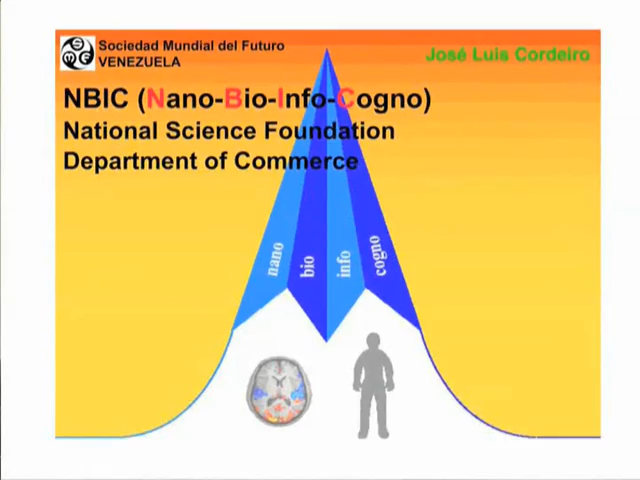 Sociedad Mundial del Futuro
VENEZUELA
José Luis Cordeiro
NBIC (Nano-Bio-Info-Cogno)
National Science Foundation
Department of Commerce
nano
bio
info
cogno